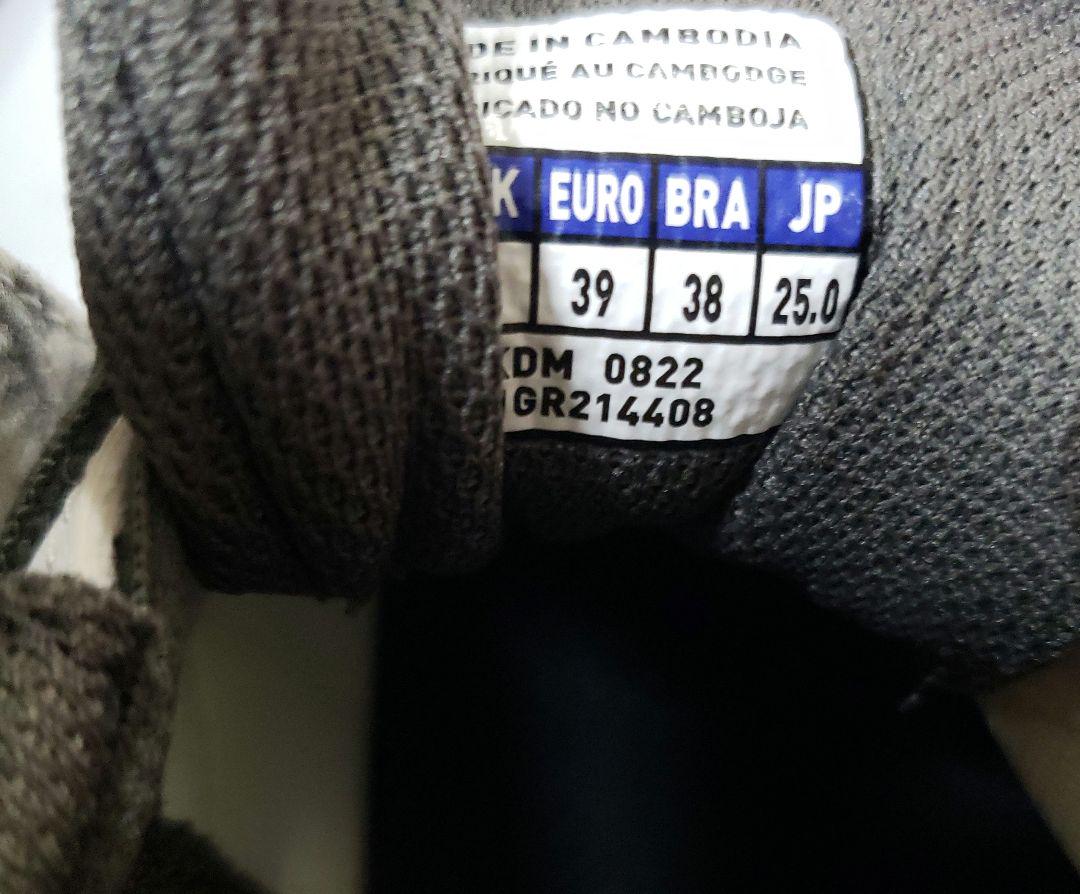 DE IN CAMBODIA
RIQUÉ AU CAMBODGE
ICADO NO CAMBOJA
K EURO BRA JP
39 38 25.0
KDM 0822
GR214408